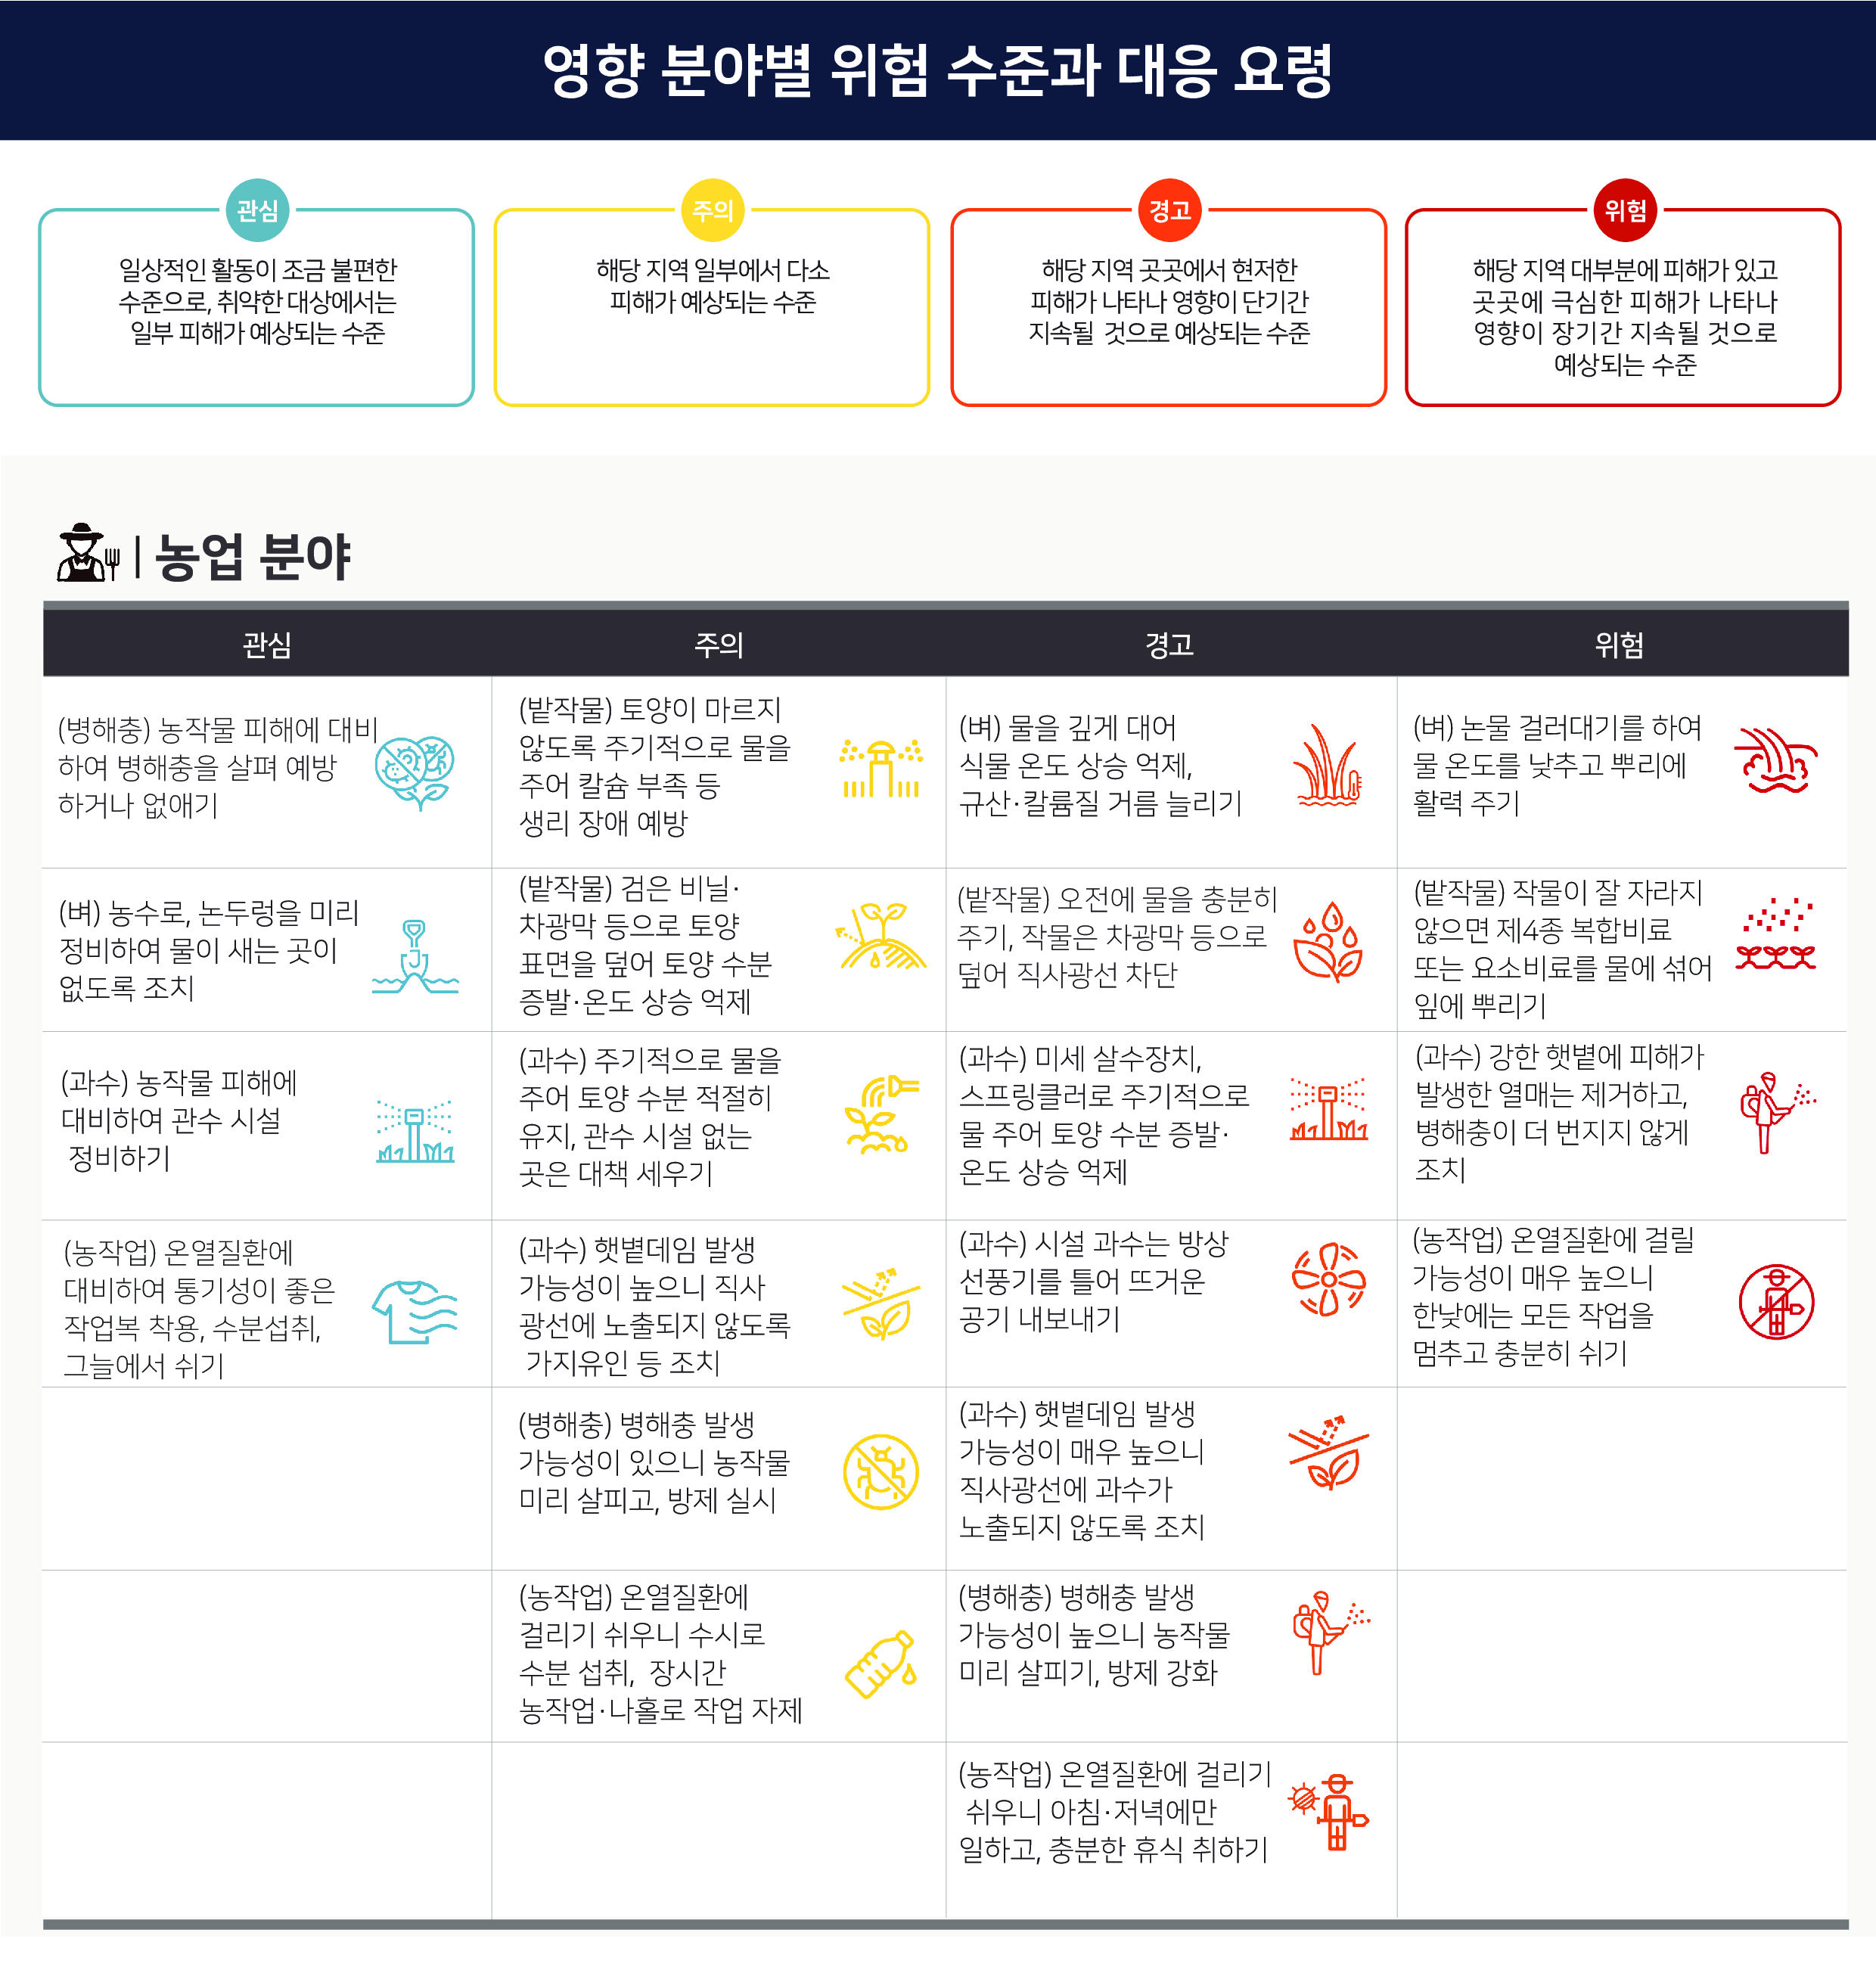 영향 분야별 위험 수준과 대응 요령
관심
일상적인 활동이 조금 불편한
수준으로, 취약한 대상에서는
일부 피해가 예상되는 수준
주의
해당 지역 일부에서 다소
피해가 예상되는 수준
경고
해당 지역 곳곳에서 현저한
피해가 나타나 영향이 단기간
지속될 것으로 예상되는 수준
위험
해당 지역 대부분에 피해가 있고
곳곳에 극심한 피해가 나타나
영향이 장기간 지속될 것으로
예상되는 수준
농업 분야
관심
주의
경고
위험
(병해충) 농작물 피해에 대비
하여 병해충을 살펴 예방
하거나 없애기
(밭작물) 토양이 마르지
않도록 주기적으로 물을
주어 칼슘 부족 등
생리 장애 예방
(벼) 물을 깊게 대어
식물 온도 상승 억제,
규산·칼륨질 거름 늘리기
(벼) 논물 걸러대기를 하여
물 온도를 낮추고 뿌리에
활력 주기
(벼) 농수로, 논두렁을 미리
정비하여 물이 새는 곳이
없도록 조치
(밭작물) 검은 비닐·
차광막 등으로 토양
표면을 덮어 토양 수분
증발·온도 상승 억제
(밭작물) 오전에 물을 충분히
주기, 작물은 차광막 등으로
덮어 직사광선 차단
(밭작물) 작물이 잘 자라지
않으면 제4종 복합비료
또는 요소비료를 물에 섞어
잎에 뿌리기
(과수) 농작물 피해에
대비하여 관수 시설
정비하기
(과수) 주기적으로 물을
주어 토양 수분 적절히
유지, 관수 시설 없는
곳은 대책 세우기
(과수) 미세 살수장치,
스프링클러로 주기적으로
물 주어 토양 수분 증발·
온도 상승 억제
(과수) 강한 햇볕에 피해가
발생한 열매는 제거하고,
병해충이 더 번지지 않게
조치
(농작업) 온열질환에
대비하여 통기성이 좋은
작업복 착용, 수분섭취,
그늘에서 쉬기
(과수) 햇볕데임 발생
가능성이 높으니 직사
광선에 노출되지 않도록
가지유인 등 조치
(과수) 시설 과수는 방상
선풍기를 틀어 뜨거운
공기 내보내기
(농작업) 온열질환에 걸릴
가능성이 매우 높으니
한낮에는 모든 작업을
멈추고 충분히 쉬기
(병해충) 병해충 발생
가능성이 있으니 농작물
미리 살피고, 방제 실시
(과수) 햇볕데임 발생
가능성이 매우 높으니
직사광선에 과수가
노출되지 않도록 조치
(농작업) 온열질환에
걸리기 쉬우니 수시로
수분 섭취, 장시간
농작업·나홀로 작업 자제
(병해충) 병해충 발생
가능성이 높으니 농작물
미리 살피기, 방제 강화
(농작업) 온열질환에 걸리기
쉬우니 아침·저녁에만
일하고, 충분한 휴식 취하기